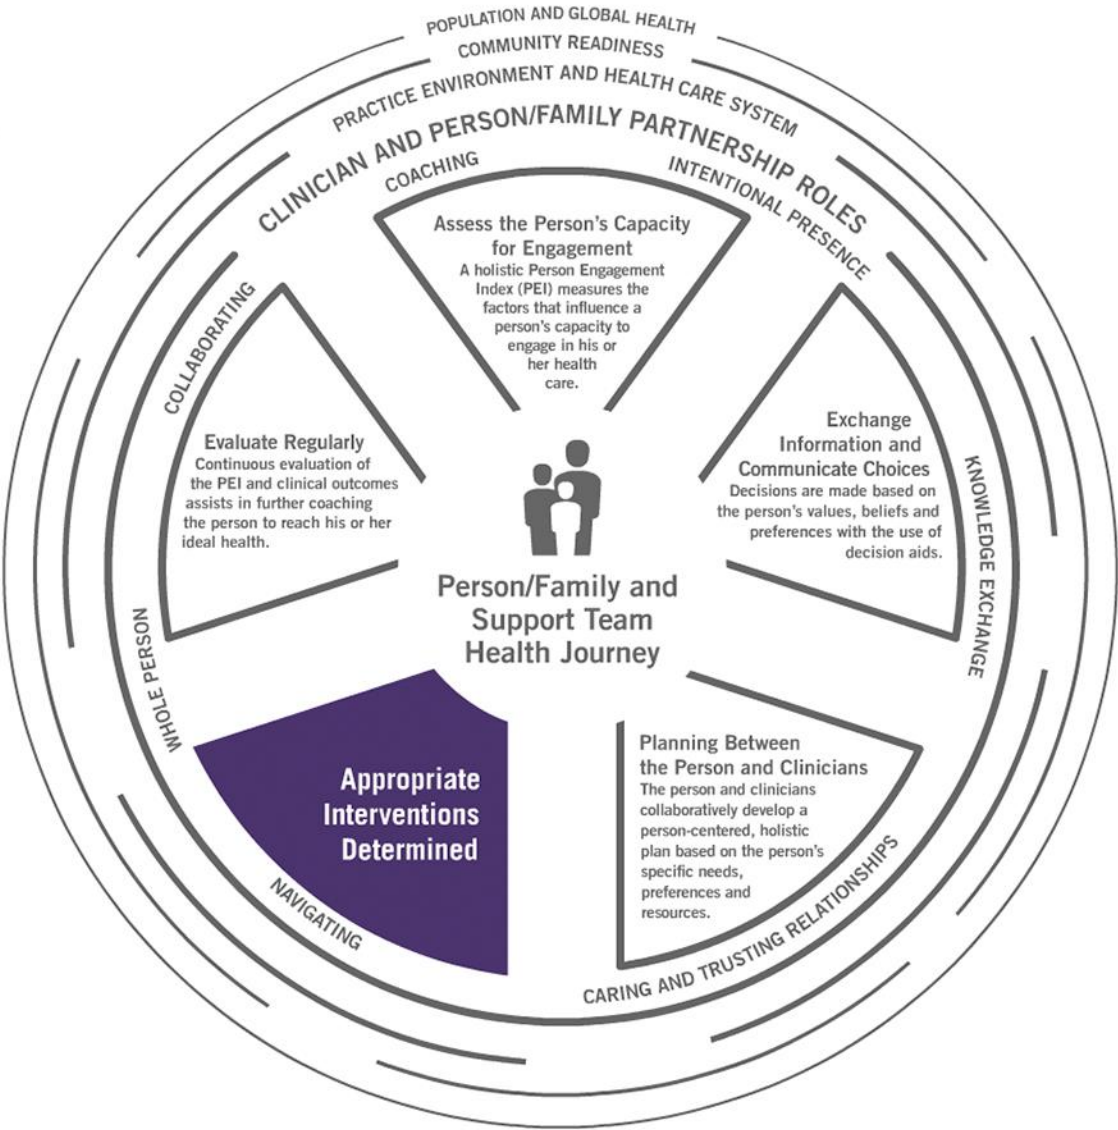 POPULATION AND GLOBAL HEALTH
COMMUNITY READINESS
PRACTICE ENVIRONMENT AND HEALTH CARE SYSTEM
CLINICIAN AND PERSON/FAMILY PARTNERSHIP ROLES
COACHING
INTENTIONAL PRESENCE
KNOWLEDGE EXCHANGE
CARING AND TRUSTING RELATIONSHIPS
NAVIGATING
WHOLE PERSON
COLLABORATING
Assess the Person's Capacity
for Engagement
A holistic Person Engagement
Index (PEI) measures the
factors that influence a
person's capacity to
engage in his or
her health
care.
Exchange
Information and
Communicate Choices
Decisions are made based on
the person's values, beliefs and
preferences with the use of
decision aids.
Planning Between
the Person and Clinicians
The person and clinicians
collaboratively develop a
person-centered, holistic
plan based on the person's
specific needs,
preferences and
resources.
Appropriate
Interventions
Determined
Evaluate Regularly
Continuous evaluation of
the PEI and clinical outcomes
assists in further coaching
the person to reach his or her
ideal health.
Person/Family and
Support Team
Health Journey